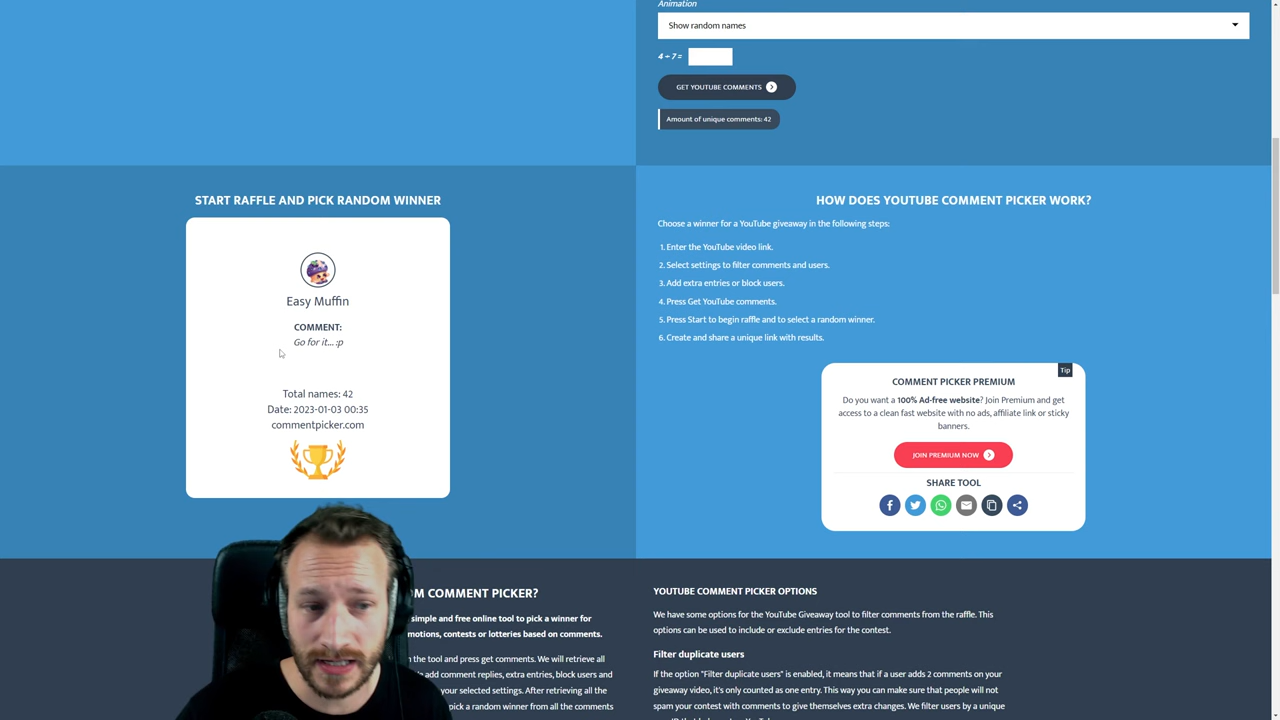 Animation
Show random names
4 + 7 =
GET YOUTUBE COMMENTS
Amount of unique comments: 42
START RAFFLE AND PICK RANDOM WINNER
Easy Muffin
COMMENT:
Go for it... :p
Total names: 42
Date: 2023-01-03 00:35
commentpicker.com
HOW DOES YOUTUBE COMMENT PICKER WORK?
Choose a winner for a YouTube giveaway in the following steps:
1. Enter the YouTube video link.
2. Select settings to filter comments and users.
3. Add extra entries or block users.
4. Press Get YouTube comments.
5. Press Start to begin raffle and to select a random winner.
6. Create and share a unique link with results.
Tip
COMMENT PICKER PREMIUM
Do you want a 100% Ad-free website? Join Premium and get
access to a clean fast website with no ads, affiliate link or sticky
banners.
JOIN PREMIUM NOW
SHARE TOOL
OM COMMENT PICKER?
simple and free online tool to pick a winner for
motions, contests or lotteries based on comments.
n the tool and press get comments. We will retrieve all
add comment replies, extra entries, block users and
your selected settings. After retrieving all the
pick a random winner from all the comments
YOUTUBE COMMENT PICKER OPTIONS
We have some options for the YouTube Giveaway tool to filter comments from the raffle. This
options can be used to include or exclude entries for the contest.
Filter duplicate users
If the option "Filter duplicate users" is enabled, it means that if a user adds 2 comments on your
giveaway video, it's only counted as one entry. This way you can make sure that people will not
spam your contest with comments to give themselves extra changes. We filter users by a unique